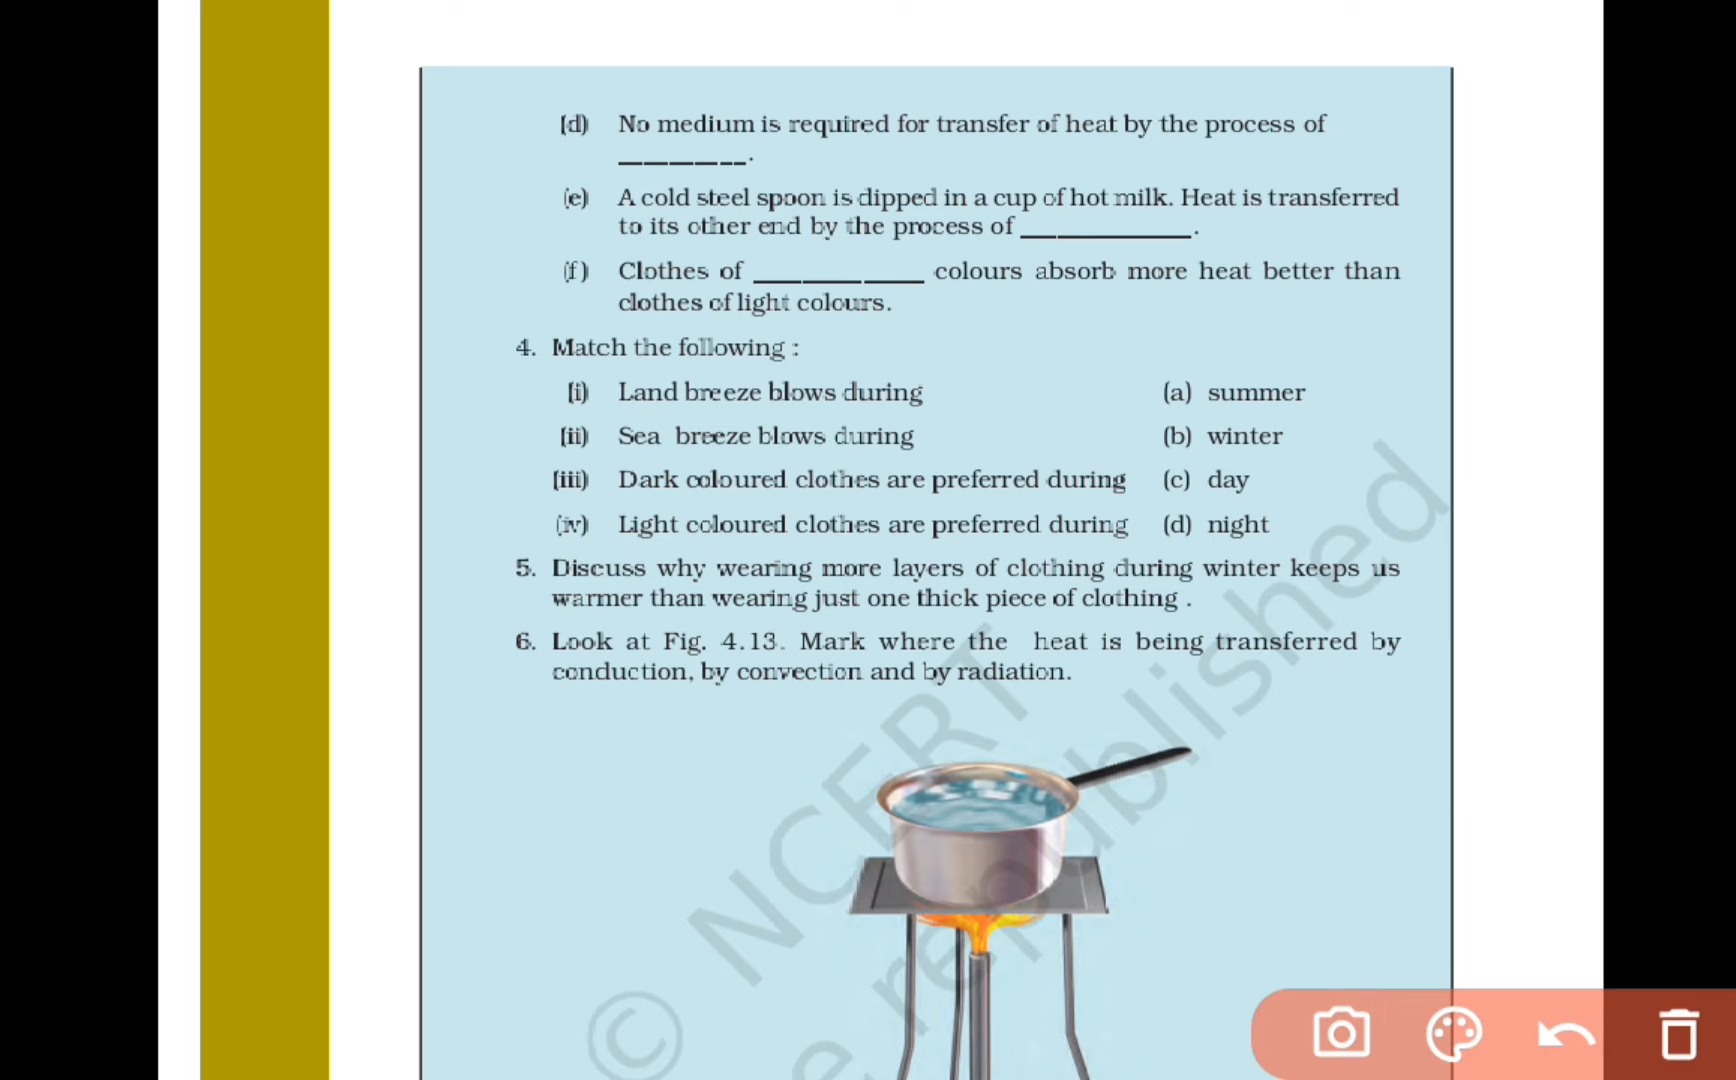 (d) No medium is required for transfer of heat by the process of
_______.
(e) A cold steel spoon is dipped in a cup of hot milk. Heat is transferred
to its other end by the process of _____________.
(f) Clothes of _____________ colours absorb more heat better than
clothes of light colours.
4. Match the following :
(i) Land breeze blows during (a) summer
(ii) Sea breeze blows during (b) winter
(iii) Dark coloured clothes are preferred during (c) day
(iv) Light coloured clothes are preferred during (d) night
5. Discuss why wearing more layers of clothing during winter keeps us
warmer than wearing just one thick piece of clothing .
6. Look at Fig. 4.13. Mark where the heat is being transferred by
conduction, by convection and by radiation.
© NCERT
e republished